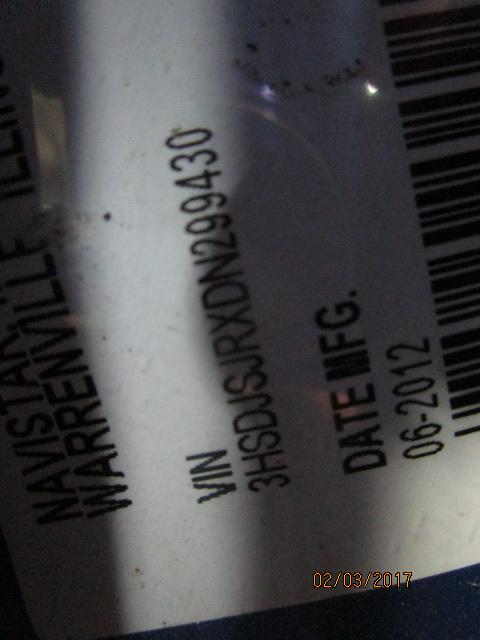 NAVISTAR,
WARRENVILLE ILLINO
VIN
3HSDJSJRXDN299430
DATE MFG.
06-2012
02/03/2017